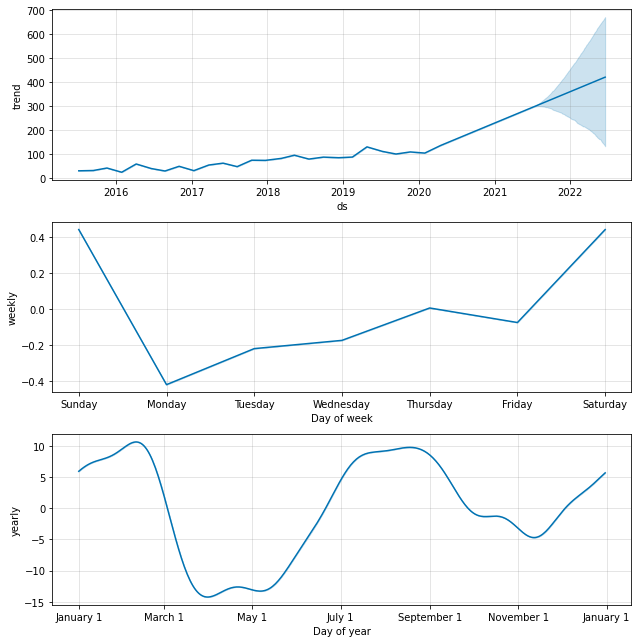 700
600
500
400
300
200
100
0
trend
2016 2017 2018 2019 2020 2021 2022
ds
0.4
0.2
0.0
−0.2
−0.4
weekly
Sunday Monday Tuesday Wednesday Thursday Friday Saturday
Day of week
10
5
0
−5
−10
−15
yearly
January 1 March 1 May 1 July 1 September 1 November 1 January 1
Day of year